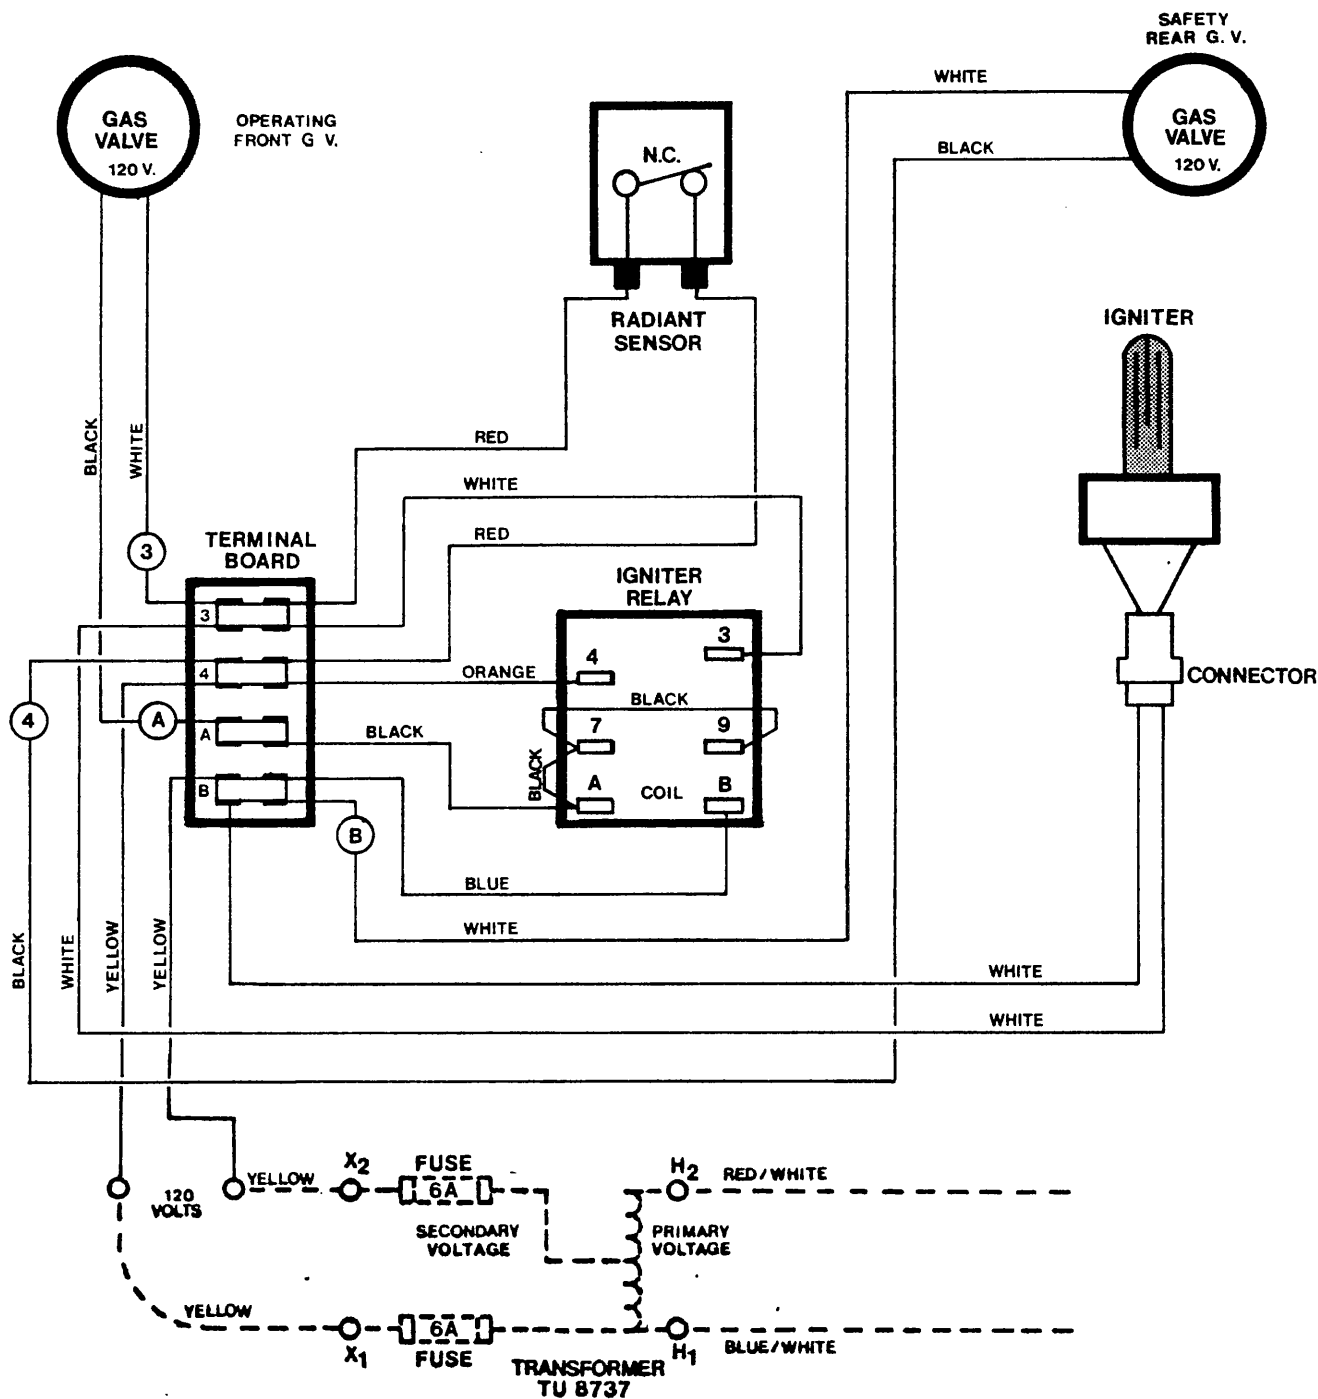 SAFETY
REAR G. V.
WHITE
GAS
VALVE
120 V.
OPERATING
FRONT G V.
N.C.
BLACK
GAS
VALVE
120 V.
RADIANT
SENSOR
IGNITER
BLACK
WHITE
RED
WHITE
RED
3
TERMINAL
BOARD
IGNITER
RELAY
3
4
A
B
4
3
ORANGE
CONNECTOR
4
A
BLACK
BLACK
7
9
BLACK
A
COIL
B
B
BLUE
WHITE
BLACK
WHITE
YELLOW
YELLOW
WHITE
WHITE
120
VOLTS
YELLOW
X2
FUSE
6A
H2
RED/WHITE
SECONDARY
VOLTAGE
PRIMARY
VOLTAGE
YELLOW
X1
6A
FUSE
H1
BLUE/WHITE
TRANSFORMER
TU 8737